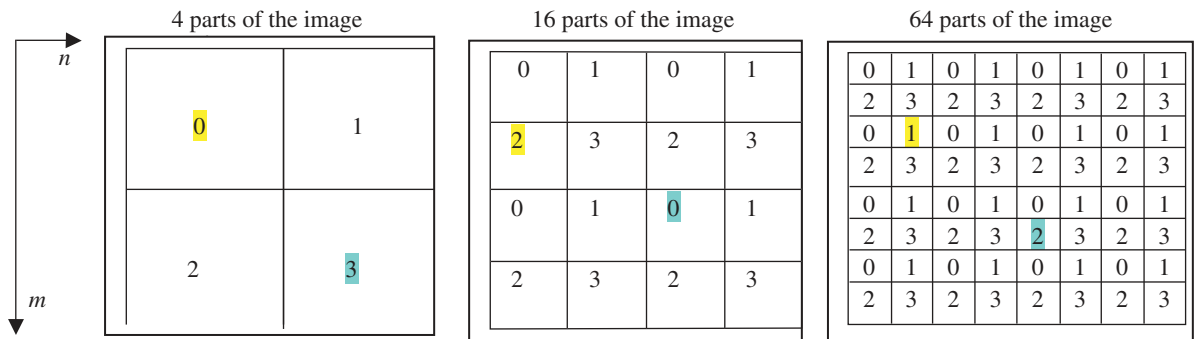 4 parts of the image
16 parts of the image
64 parts of the image
n
m
0 1
2 3
0 1 0 1
2 3 2 3
0 1 0 1
2 3 2 3
0 1 0 1 0 1 0 1
2 3 2 3 2 3 2 3
0 1 0 1 0 1 0 1
2 3 2 3 2 3 2 3
0 1 0 1 0 1 0 1
2 3 2 3 2 3 2 3
0 1 0 1 0 1 0 1
2 3 2 3 2 3 2 3